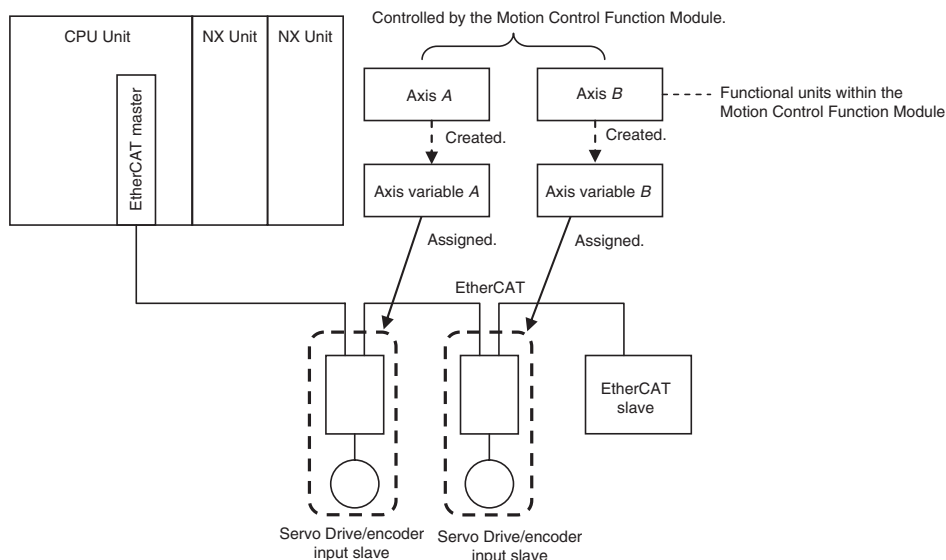 Controlled by the Motion Control Function Module.
CPU Unit
NX Unit
NX Unit
EtherCAT master
Axis A
Axis B
Functional units within the
Motion Control Function Module
Created.
Created.
Axis variable A
Axis variable B
Assigned.
Assigned.
EtherCAT
EtherCAT
slave
Servo Drive/encoder
input slave
Servo Drive/encoder
input slave